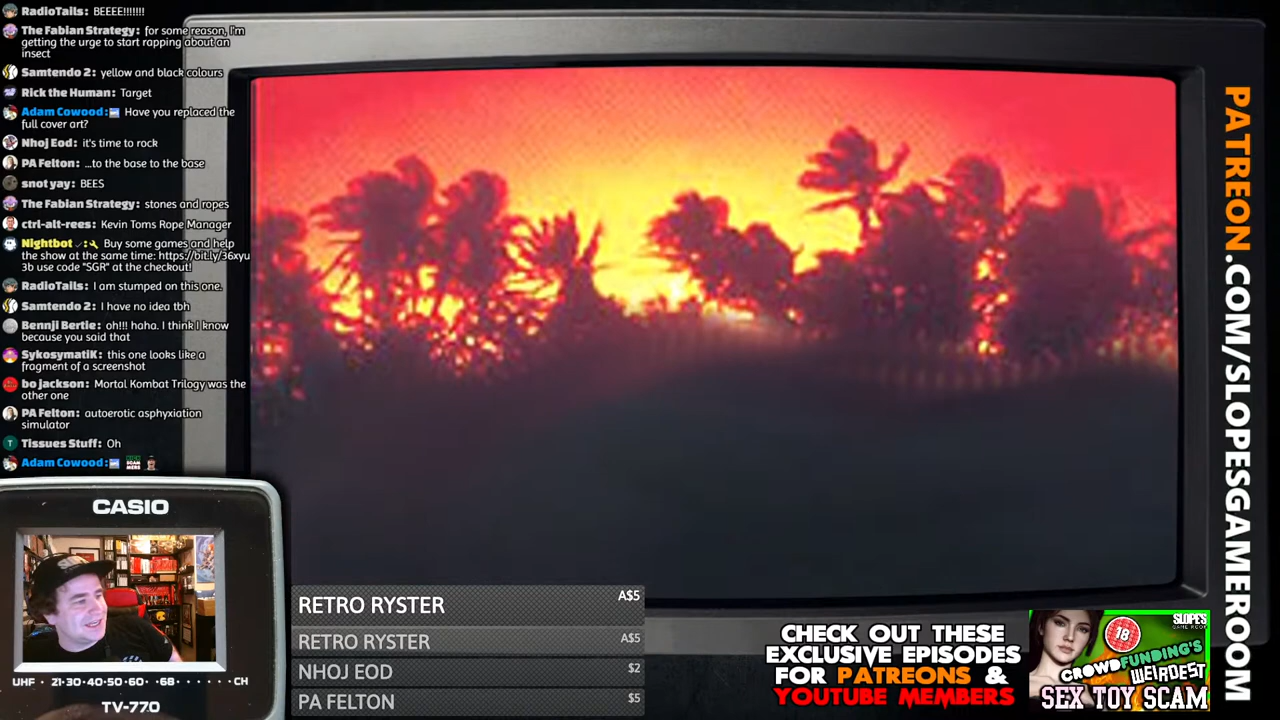 RadioTails: BEEEE!!!!!!!
The Fabian Strategy: for some reason, I'm
getting the urge to start rapping about an
insect
Samtendo 2: yellow and black colours
Rick the Human: Target
Adam Cowood: Have you replaced the
full cover art?
Nhoj Eod: it's time to rock
PA Felton: ...to the base to the base
snot yay: BEES
The Fabian Strategy: stones and ropes
ctrl-alt-rees: Kevin Toms Rope Manager
Nightbot: Buy some games and help
the show at the same time: https://bit.ly/36xyu
3b use code "SGR" at the checkout!
RadioTails: I am stumped on this one.
Samtendo 2: I have no idea tbh
Bennji Bertie: oh!!! haha. I think I know
because you said that
SykosymatiK: this one looks like a
fragment of a screenshot
bo jackson: Mortal Kombat Trilogy was the
other one
PA Felton: autoerotic asphyxiation
simulator
Tissues Stuff: Oh
Adam Cowood:
CASIO
UHF · 21·30·40·50·60· ·68· · · · · · CH
TV-770
RETRO RYSTER A$5
RETRO RYSTER A$5
NHOJ EOD $2
PA FELTON $5
CHECK OUT THESE
EXCLUSIVE EPISODES
FOR PATREONS &
YOUTUBE MEMBERS
SLOPES
GAME ROOM
18
CROWDFUNDING'S
WEIRDEST
SEX TOY SCAM
PATREON.COM/SLOPESGAMEROOM